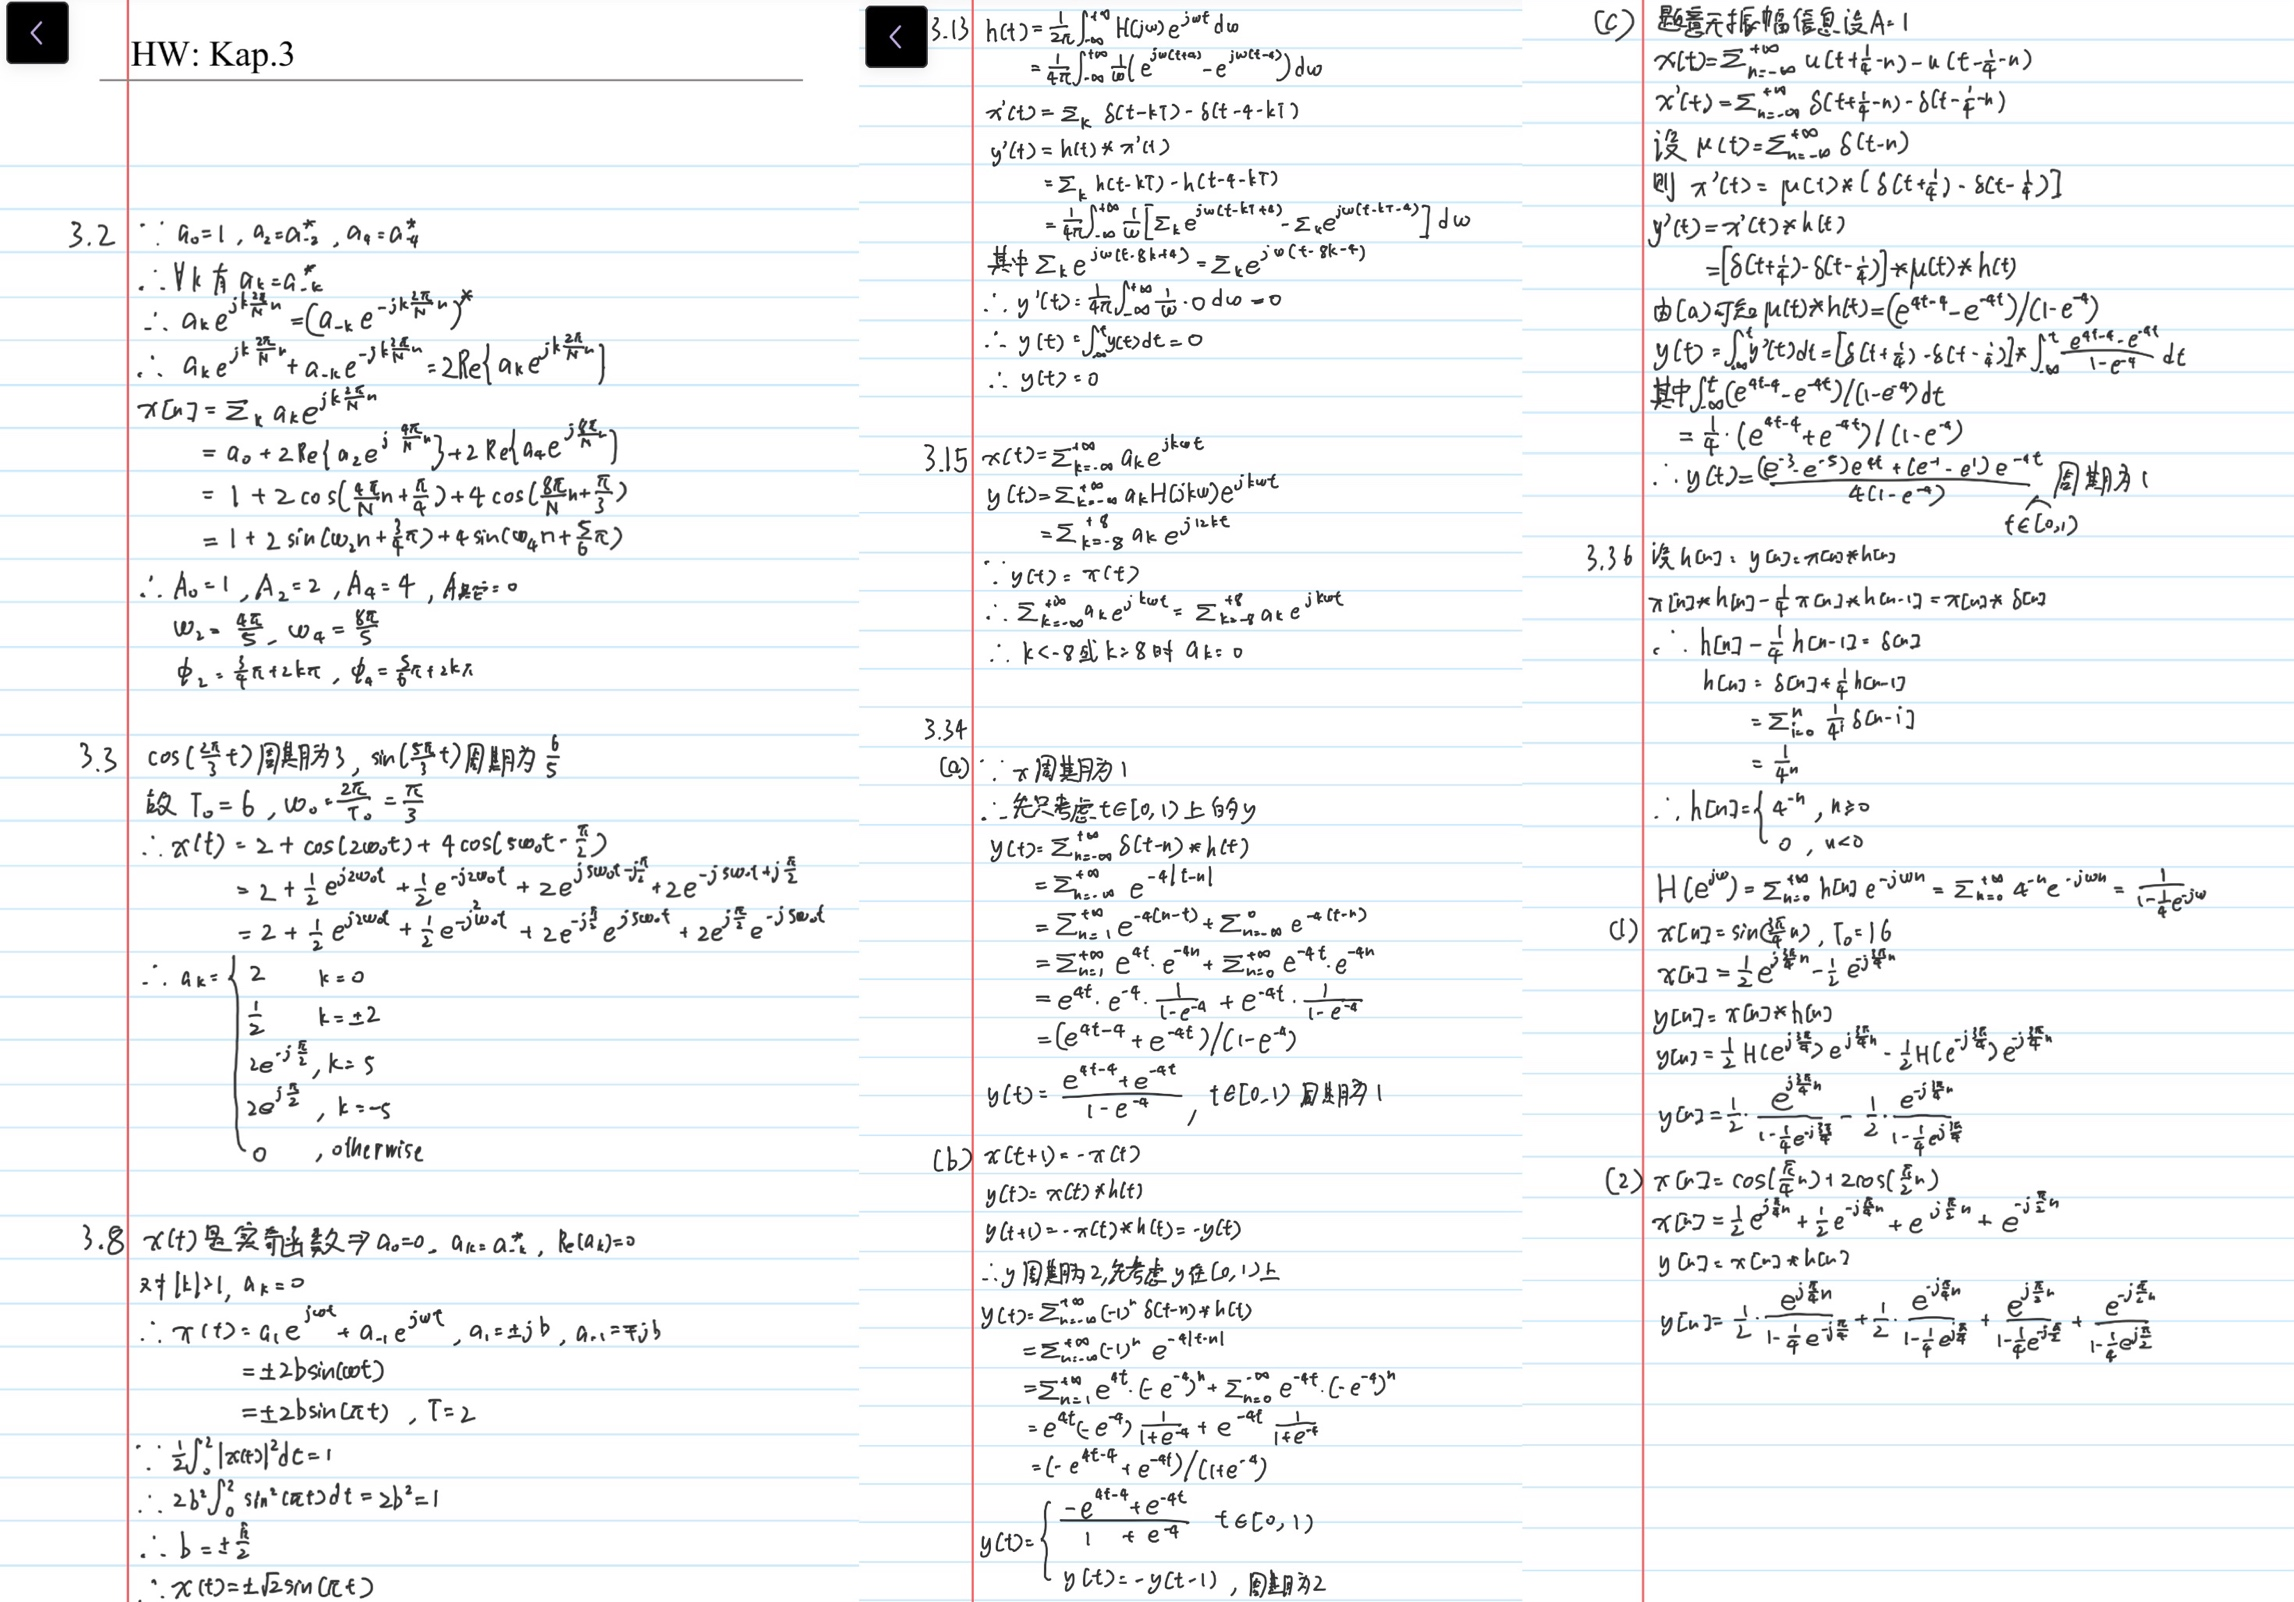 HW: Kap.3
3.2 ∵ a₀=1, a₂=a₋₂*, a₄=a₋₄*
∴ ∀k 有 aₖ=a₋ₖ*
∴ aₖe^{jk(2π/N)n} = (a₋ₖe^{-jk(2π/N)n})*
∴ aₖe^{jk(2π/N)n} + a₋ₖe^{-jk(2π/N)n} = 2Re{aₖe^{jk(2π/N)n}}
x[n] = Σₖ aₖe^{jk(2π/N)n}
= a₀ + 2Re{a₂e^{j(4π/N)n}} + 2Re{a₄e^{j(8π/N)n}}
= 1 + 2cos(4π/N n + π/4) + 4cos(8π/N n + π/3)
= 1 + 2sin(ω₂n + 3/4π) + 4sin(ω₄n + 5/6π)
∴ A₀=1, A₂=2, A₄=4, A其它=0
ω₂=4π/5, ω₄=8π/5
ϕ₂=3/4π+2kπ, ϕ₄=5/6π+2kπ
3.3 cos(2π/3 t)周期为3, sin(5π/3 t)周期为6/5
故 T₀=6, ω₀=2π/T₀=π/3
∴ x(t) = 2 + cos(2ω₀t) + 4cos(5ω₀t - π/2)
= 2 + 1/2 e^{j2ω₀t} + 1/2 e^{-j2ω₀t} + 2e^{j5ω₀t-jπ/2} + 2e^{-j5ω₀t+jπ/2}
= 2 + 1/2 e^{j2ω₀t} + 1/2 e^{-j2ω₀t} + 2e^{-jπ/2}e^{j5ω₀t} + 2e^{jπ/2}e^{-j5ω₀t}
∴ aₖ = { 2 k=0
1/2 k=±2
2e^{-jπ/2}, k=5
2e^{jπ/2}, k=-5
0, otherwise
3.8 x(t)是实奇函数⇒a₀=0, aₖ=a₋ₖ*, Re(aₖ)=0
对|k|>1, aₖ=0
∴ x(t) = a₁e^{jωt} + a₋₁e^{jωt}, a₁=±jb, a₋₁=∓jb
= ±2bsin(ωt)
= ±2bsin(πt), T=2
∵ 1/2∫₀²|x(t)|²dt=1
∴ 2b²∫₀² sin²(πt)dt = 2b²=1
∴ b=±√2/2
∴ x(t)=±√2sin(πt)
3.13 h(t) = 1/2π ∫_{-∞}^{+∞} H(jω)e^{jωt}dω
= 1/4π ∫_{-∞}^{+∞} 1/ω(e^{jω(t+4)} - e^{jω(t-4)})dω
x'(t) = Σₖ δ(t-kT) - δ(t-4-kT)
y'(t) = h(t)*x'(t)
= Σₖ h(t-kT) - h(t-4-kT)
= 1/4π ∫_{-∞}^{+∞} 1/ω[Σₖe^{jω(t-kT+4)} - Σₖe^{jω(t-kT-4)}]dω
其中 Σₖe^{jω(t-8k+4)} = Σₖe^{jω(t-8k-4)}
∴ y'(t) = 1/4π ∫_{-∞}^{+∞} 1/ω·0 dω=0
∴ y(t) = ∫_{-∞}^{t} y(t)dt=0
∴ y(t)=0
3.15 x(t)=Σ_{k=-∞}^{+∞} aₖe^{jkωt}
y(t)=Σ_{k=-∞}^{+∞} aₖH(jkω)e^{jkωt}
=Σ_{k=-8}^{+8} aₖe^{j12kt}
∵ y(t)=x(t)
∴ Σ_{k=-∞}^{+∞} aₖe^{jkωt} = Σ_{k=-8}^{+8} aₖe^{jkωt}
∴ k<-8或k>8时 aₖ=0
3.34
(a) ∵ x周期为1
∴ 先只考虑t∈[0,1)上的y
y(t)=Σ_{n=-∞}^{+∞} δ(t-n)*h(t)
=Σ_{n=-∞}^{+∞} e^{-4|t-n|}
=Σ_{n=1}^{+∞} e^{-4(n-t)} + Σ_{n=-∞}^{0} e^{-4(t-n)}
=Σ_{n=1}^{+∞} e^{4t}·e^{-4n} + Σ_{n=0}^{+∞} e^{-4t}·e^{-4n}
=e^{4t}·e^{-4}·1/(1-e^{-4}) + e^{-4t}·1/(1-e^{-4})
=(e^{4t-4}+e^{-4t})/(1-e^{-4})
y(t)=(e^{4t-4}+e^{-4t})/(1-e^{-4}), t∈[0,1) 周期为1
(b) x(t+1)=-x(t)
y(t)=x(t)*h(t)
y(t+1)=-x(t)*h(t)=-y(t)
∴ y周期为2,先考虑y在[0,1)上
y(t)=Σ_{n=-∞}^{+∞} (-1)ⁿ δ(t-n)*h(t)
=Σ_{n=-∞}^{+∞} (-1)ⁿ e^{-4|t-n|}
=Σ_{n=1}^{+∞} e^{4t}·(-e^{-4})ⁿ + Σ_{n=0}^{-∞} e^{-4t}·(-e^{-4})ⁿ
=e^{4t}(-e^{-4}) 1/(1+e^{-4}) + e^{-4t} 1/(1+e^{-4})
=(-e^{4t-4}+e^{-4t})/(1+e^{-4})
y(t)= { (-e^{4t-4}+e^{-4t})/(1+e^{-4}) t∈[0,1)
y(t)=-y(t-1), 周期为2
(c) 题意无振幅信息,设A=1
x(t)=Σ_{n=-∞}^{+∞} u(t+1/4-n)-u(t-1/4-n)
x'(t)=Σ_{n=-∞}^{+∞} δ(t+1/4-n)-δ(t-1/4-n)
设 μ(t)=Σ_{n=-∞}^{+∞} δ(t-n)
则 x'(t)=μ(t)*[δ(t+1/4)-δ(t-1/4)]
y'(t)=x'(t)*h(t)
=[δ(t+1/4)-δ(t-1/4)]*μ(t)*h(t)
由(a)可知 μ(t)*h(t)=(e^{4t-4}-e^{-4t})/(1-e^{-4})
y(t)=∫_{-∞}^{t} y'(t)dt=[δ(t+1/4)-δ(t-1/4)]*∫_{-∞}^{t} (e^{4t-4}-e^{-4t})/(1-e^{-4}) dt
其中∫_{-∞}^{t}(e^{4t-4}-e^{-4t})/(1-e^{-4})dt
=1/4·(e^{4t-4}+e^{-4t})/(1-e^{-4})
∴ y(t)=((e^{-3}-e^{-5})e^{4t}+(e^{-1}-e^{1})e^{-4t})/(4(1-e^{-4})) 周期为1
t∈[0,1)
3.36 设h[n]: y[n]=x[n]*h[n]
x[n]*h[n]-1/4 x[n]*h[n-1]=x[n]*δ[n]
∴ h[n]-1/4 h[n-1]=δ[n]
h[n]=δ[n]+1/4 h[n-1]
=Σ_{i=0}^{n} 1/4ⁱ δ[n-i]
=1/4ⁿ
∴ h[n]= { 4⁻ⁿ, n≥0
0, n<0
H(e^{jω})=Σ_{n=0}^{+∞} h[n]e^{-jωn}=Σ_{n=0}^{+∞} 4⁻ⁿe^{-jωn}=1/(1-1/4 e^{-jω})
(1) x[n]=sin(3π/4 n), T₀=16
x[n]=1/2 e^{j3π/4 n}-1/2 e^{-j3π/4 n}
y[n]=x[n]*h[n]
y[n]=1/2 H(e^{j3π/4})e^{j3π/4 n}-1/2 H(e^{-j3π/4})e^{-j3π/4 n}
y[n]=1/2·e^{j3π/4 n}/(1-1/4 e^{-j3π/4})-1/2·e^{-j3π/4 n}/(1-1/4 e^{j3π/4})
(2) x[n]=cos(π/4 n)+2cos(π/2 n)
x[n]=1/2 e^{jπ/4 n}+1/2 e^{-jπ/4 n}+e^{jπ/2 n}+e^{-jπ/2 n}
y[n]=x[n]*h[n]
y[n]=1/2·e^{jπ/4 n}/(1-1/4 e^{-jπ/4})+1/2·e^{-jπ/4 n}/(1-1/4 e^{jπ/4})+e^{jπ/2 n}/(1-1/4 e^{-jπ/2})+e^{-jπ/2 n}/(1-1/4 e^{jπ/2})